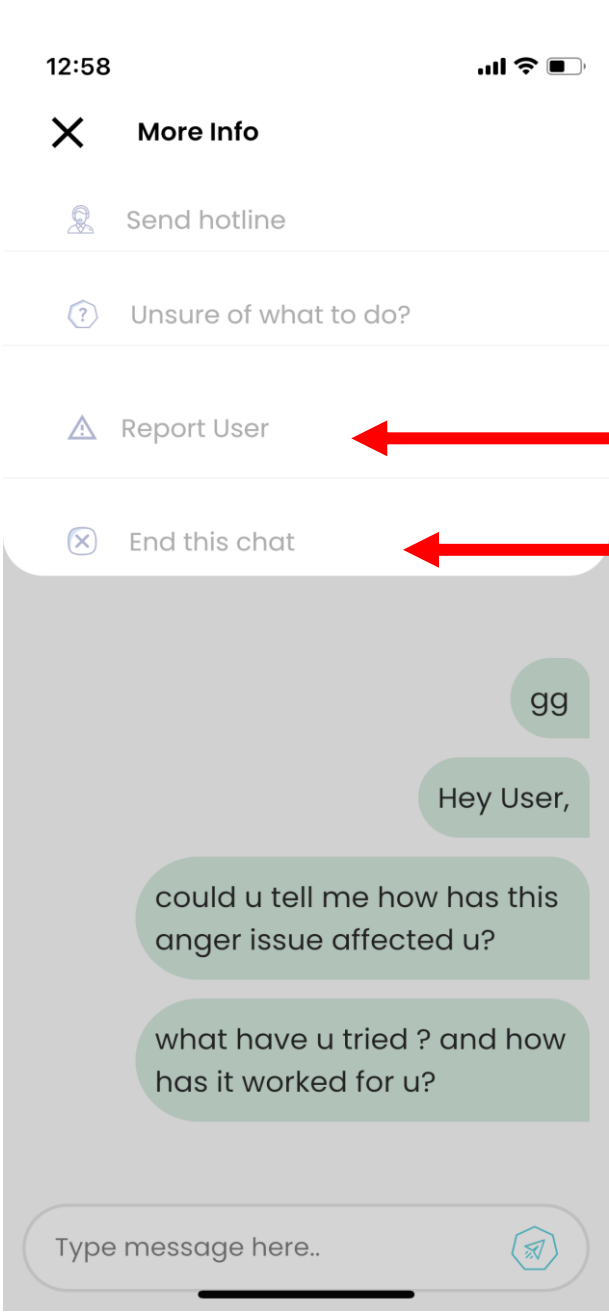 12:58
More Info
Send hotline
Unsure of what to do?
Report User
End this chat
gg
Hey User,
could u tell me how has this
anger issue affected u?
what have u tried ? and how
has it worked for u?
Type message here..